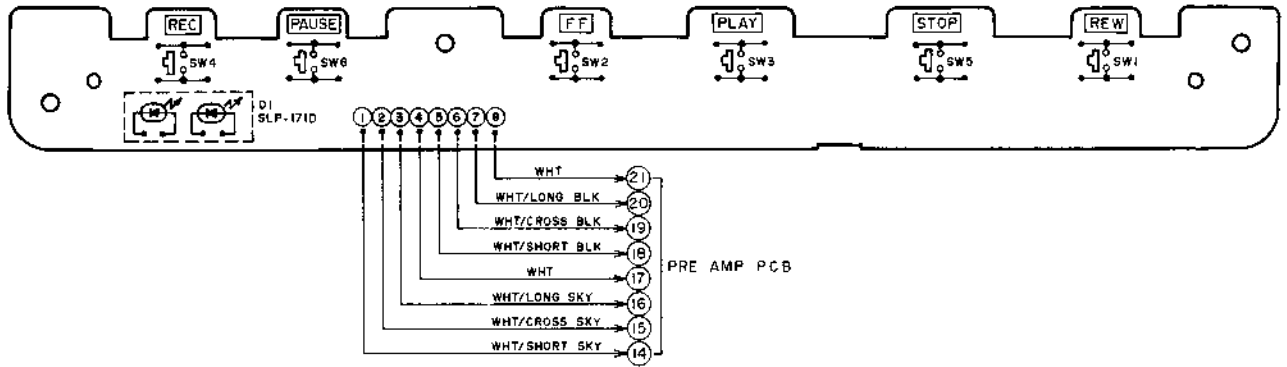 REC PAUSE FF PLAY STOP REW
SW4 SW6 SW2 SW3 SW5 SW1
D1
SLP-171D
1 2 3 4 5 6 7 8
WHT 21
WHT/LONG BLK 20
WHT/CROSS BLK 19
WHT/SHORT BLK 18
PRE AMP PCB
WHT 17
WHT/LONG SKY 16
WHT/CROSS SKY 15
WHT/SHORT SKY 14